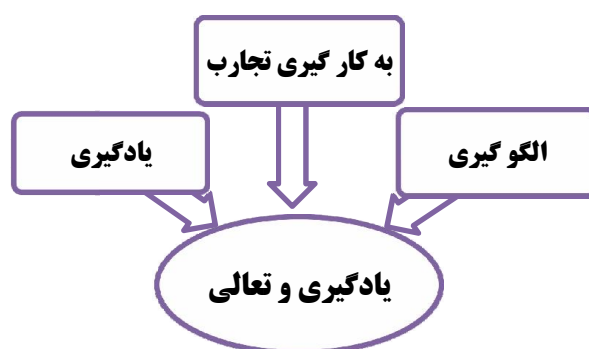 به کار گیری تجارب
الگو گیری
یادگیری
یادگیری و تعالی